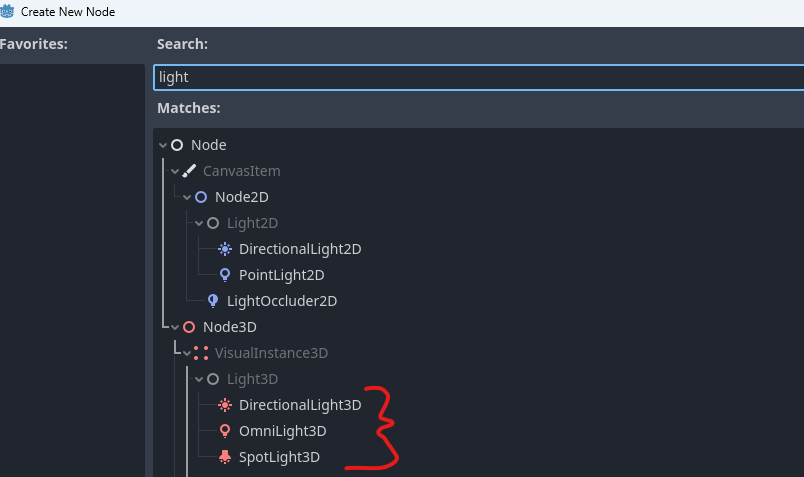 Create New Node
Favorites:
Search:
light
Matches:
Node
CanvasItem
Node2D
Light2D
DirectionalLight2D
PointLight2D
LightOccluder2D
Node3D
VisualInstance3D
Light3D
DirectionalLight3D
OmniLight3D
SpotLight3D